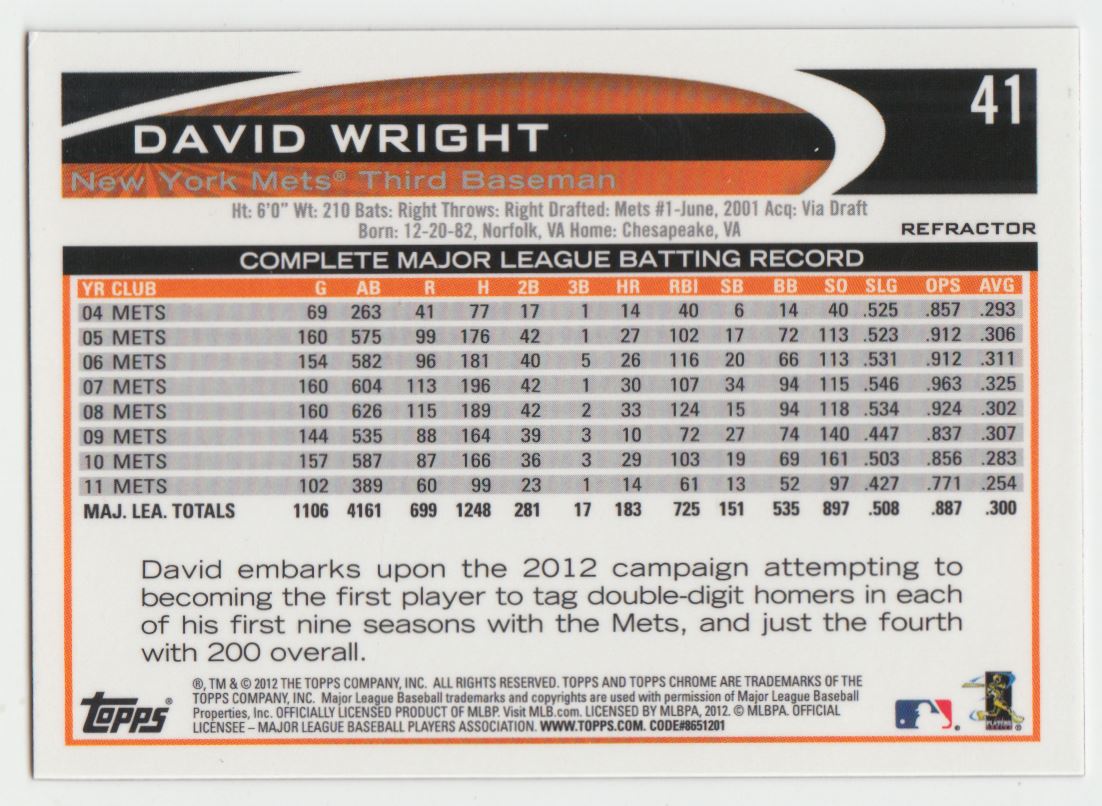 41
DAVID WRIGHT
New York Mets® Third Baseman
Ht: 6'0" Wt: 210 Bats: Right Throws: Right Drafted: Mets #1-June, 2001 Acq: Via Draft
Born: 12-20-82, Norfolk, VA Home: Chesapeake, VA
REFRACTOR
COMPLETE MAJOR LEAGUE BATTING RECORD
YR CLUB G AB R H 2B 3B HR RBI SB BB SO SLG OPS AVG
04 METS 69 263 41 77 17 1 14 40 6 14 40 .525 .857 .293
05 METS 160 575 99 176 42 1 27 102 17 72 113 .523 .912 .306
06 METS 154 582 96 181 40 5 26 116 20 66 113 .531 .912 .311
07 METS 160 604 113 196 42 1 30 107 34 94 115 .546 .963 .325
08 METS 160 626 115 189 42 2 33 124 15 94 118 .534 .924 .302
09 METS 144 535 88 164 39 3 10 72 27 74 140 .447 .837 .307
10 METS 157 587 87 166 36 3 29 103 19 69 161 .503 .856 .283
11 METS 102 389 60 99 23 1 14 61 13 52 97 .427 .771 .254
MAJ. LEA. TOTALS 1106 4161 699 1248 281 17 183 725 151 535 897 .508 .887 .300
David embarks upon the 2012 campaign attempting to
becoming the first player to tag double-digit homers in each
of his first nine seasons with the Mets, and just the fourth
with 200 overall.
®, TM & © 2012 THE TOPPS COMPANY, INC. ALL RIGHTS RESERVED. TOPPS AND TOPPS CHROME ARE TRADEMARKS OF THE
TOPPS COMPANY, INC. Major League Baseball trademarks and copyrights are used with permission of Major League Baseball
Properties, Inc. OFFICIALLY LICENSED PRODUCT OF MLBP. Visit MLB.com. LICENSED BY MLBPA, 2012. © MLBPA. OFFICIAL
LICENSEE – MAJOR LEAGUE BASEBALL PLAYERS ASSOCIATION. WWW.TOPPS.COM. CODE#8651201
Topps®